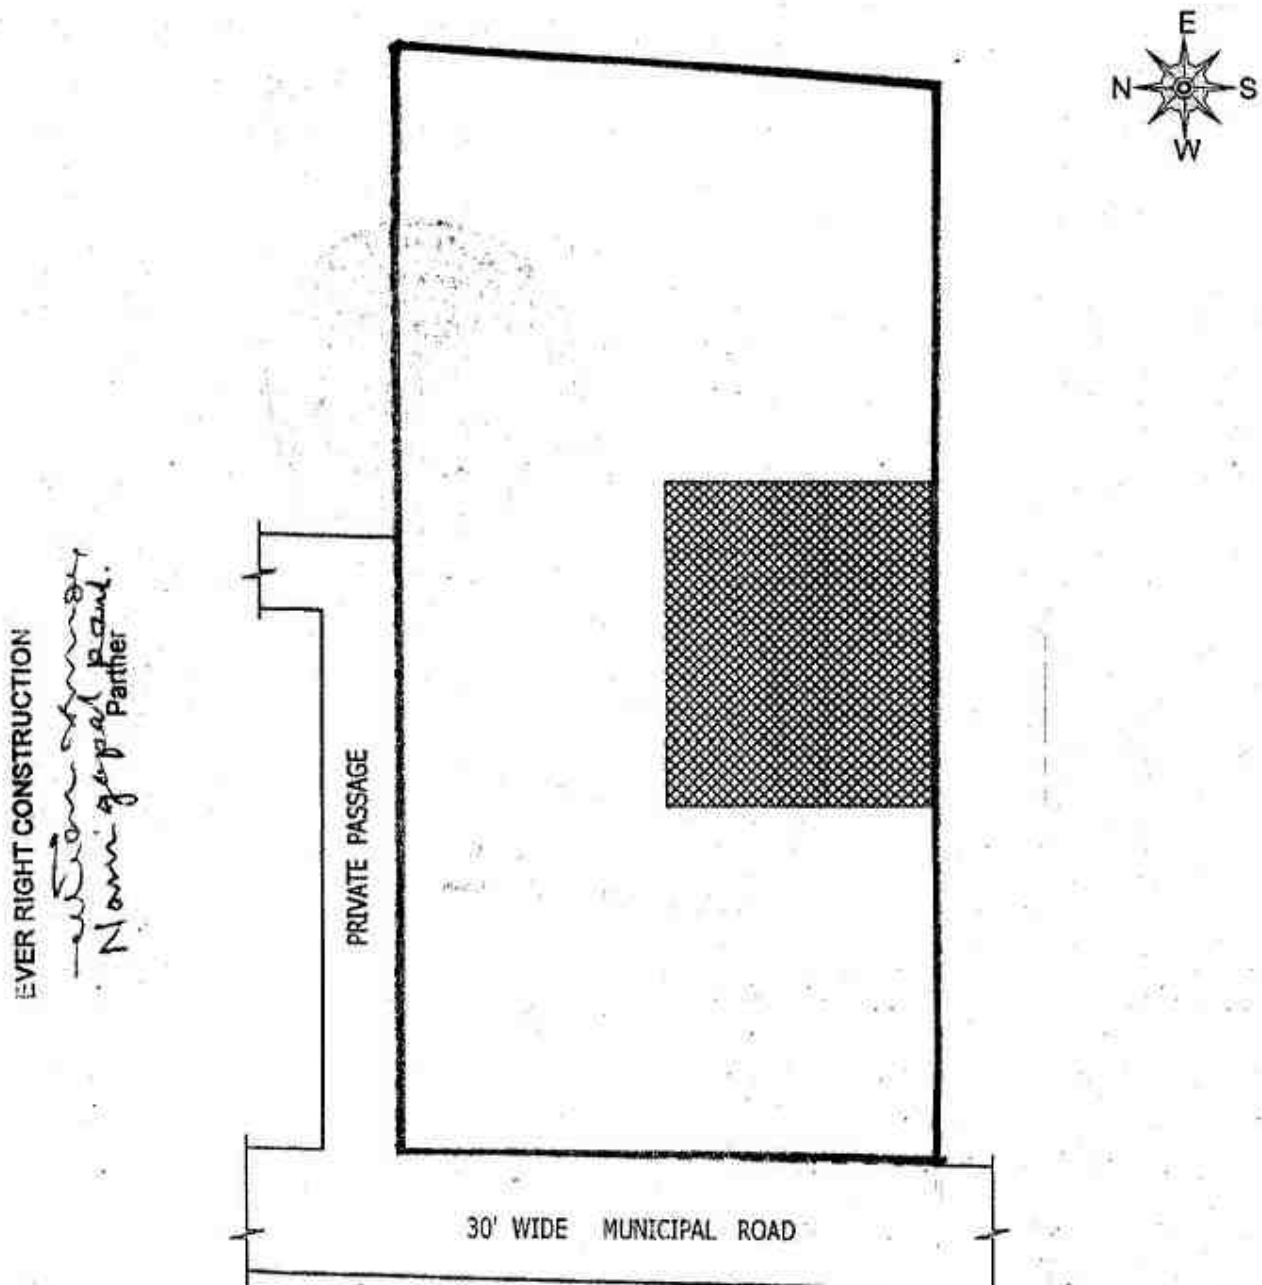 E
N S
W
EVER RIGHT CONSTRUCTION
Partner
PRIVATE PASSAGE
30' WIDE MUNICIPAL ROAD